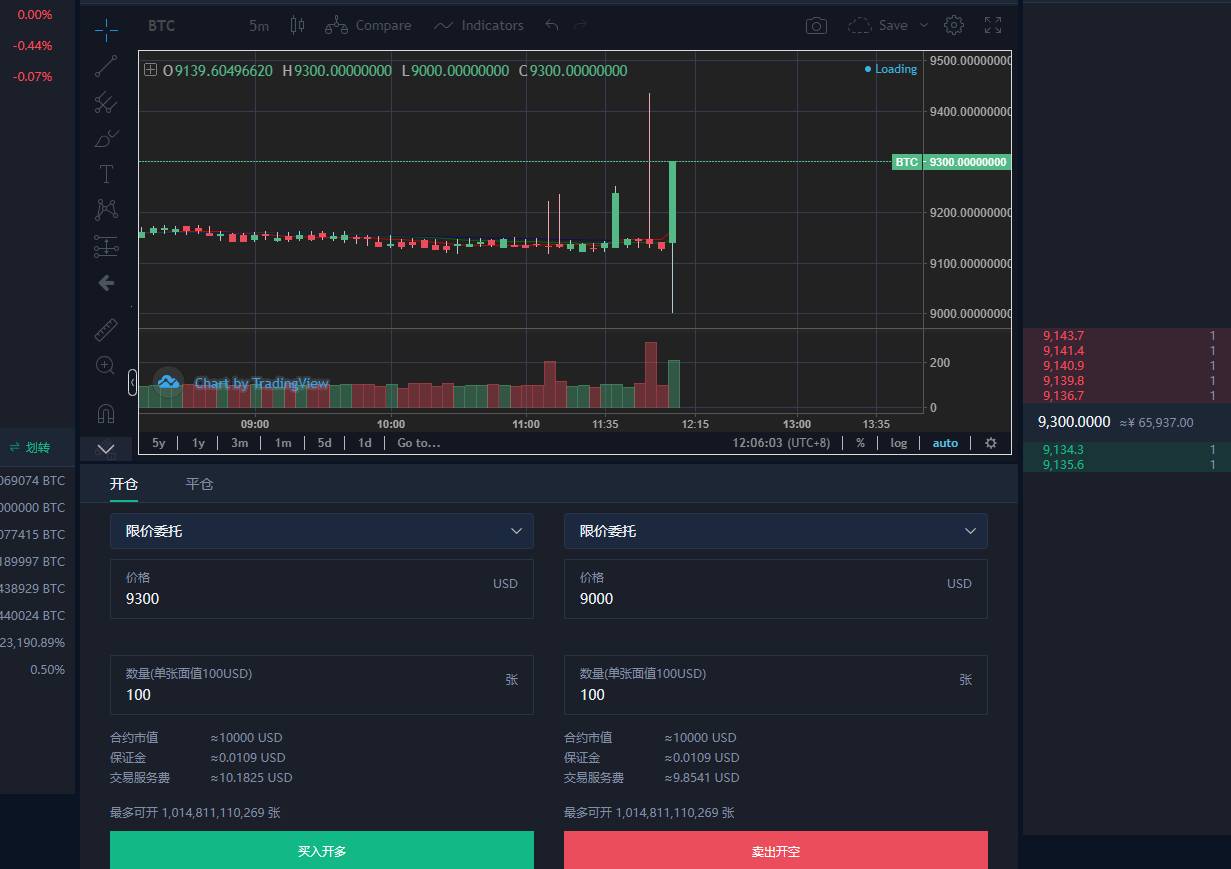 0.00%
-0.44%
-0.07%
BTC 5m Compare Indicators Save
O9139.60496620 H9300.00000000 L9000.00000000 C9300.00000000
Loading
9500.00000000
9400.00000000
BTC 9300.00000000
9200.00000000
9100.00000000
9000.00000000
200
0
Chart by TradingView
09:00 10:00 11:00 11:35 12:15 13:00 13:35
5y 1y 3m 1m 5d 1d Go to... 12:06:03 (UTC+8) % log auto
9,143.7 1
9,141.4 1
9,140.9 1
9,139.8 1
9,136.7 1
9,300.0000 ≈¥ 65,937.00
9,134.3 1
9,135.6 1
划转
069074 BTC
000000 BTC
077415 BTC
189997 BTC
438929 BTC
440024 BTC
23,190.89%
0.50%
开仓 平仓
限价委托
价格
9300 USD
数量(单张面值100USD)
100 张
合约市值 ≈10000 USD
保证金 ≈0.0109 USD
交易服务费 ≈10.1825 USD
最多可开 1,014,811,110,269 张
买入开多
限价委托
价格
9000 USD
数量(单张面值100USD)
100 张
合约市值 ≈10000 USD
保证金 ≈0.0109 USD
交易服务费 ≈9.8541 USD
最多可开 1,014,811,110,269 张
卖出开空